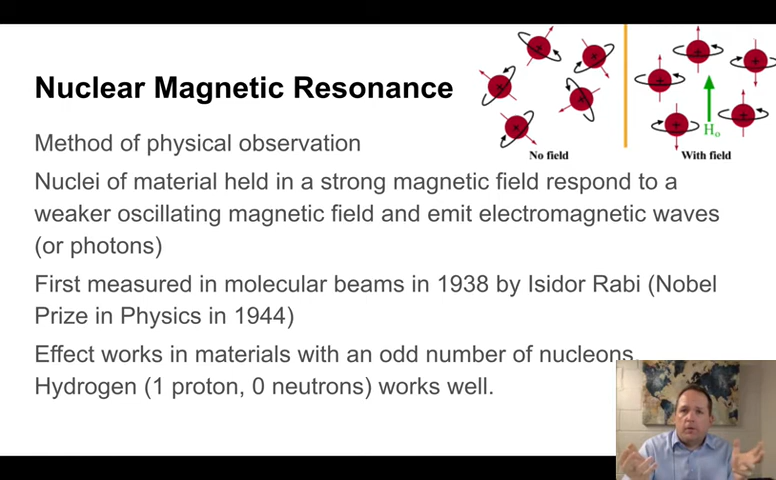 Nuclear Magnetic Resonance
No field
With field
H₀
Method of physical observation
Nuclei of material held in a strong magnetic field respond to a
weaker oscillating magnetic field and emit electromagnetic waves
(or photons)
First measured in molecular beams in 1938 by Isidor Rabi (Nobel
Prize in Physics in 1944)
Effect works in materials with an odd number of nucleons.
Hydrogen (1 proton, 0 neutrons) works well.